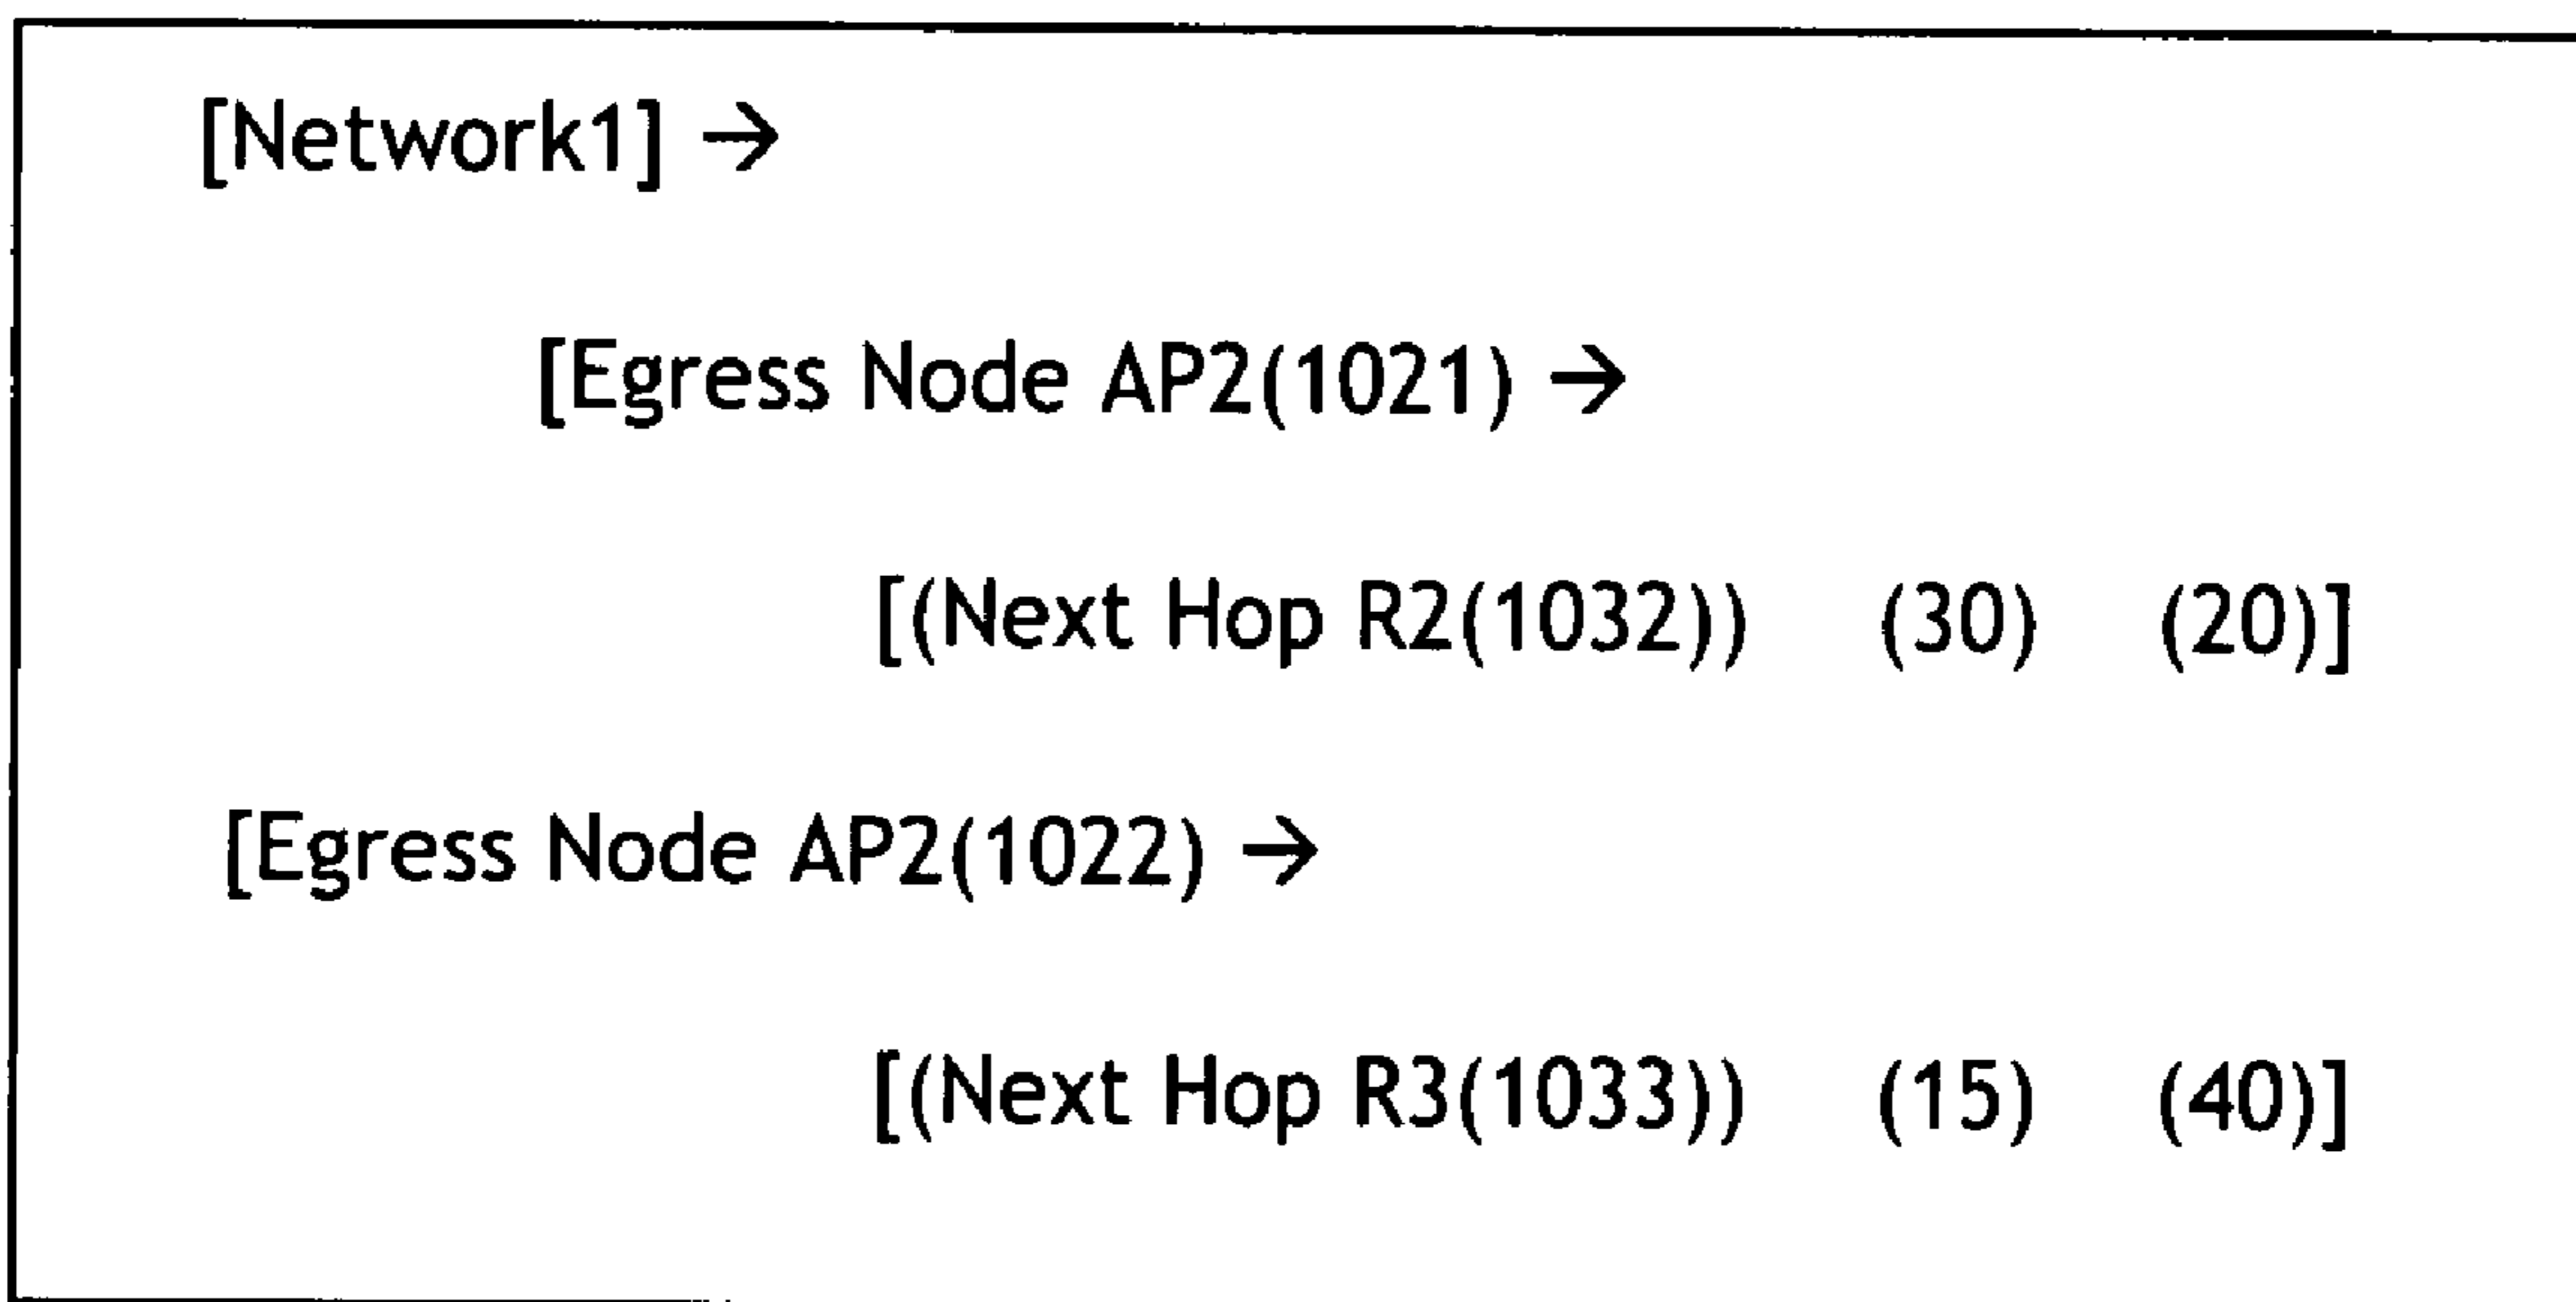 [Network1] →
[Egress Node AP2(1021) →
[(Next Hop R2(1032)) (30) (20)]
[Egress Node AP2(1022) →
[(Next Hop R3(1033)) (15) (40)]